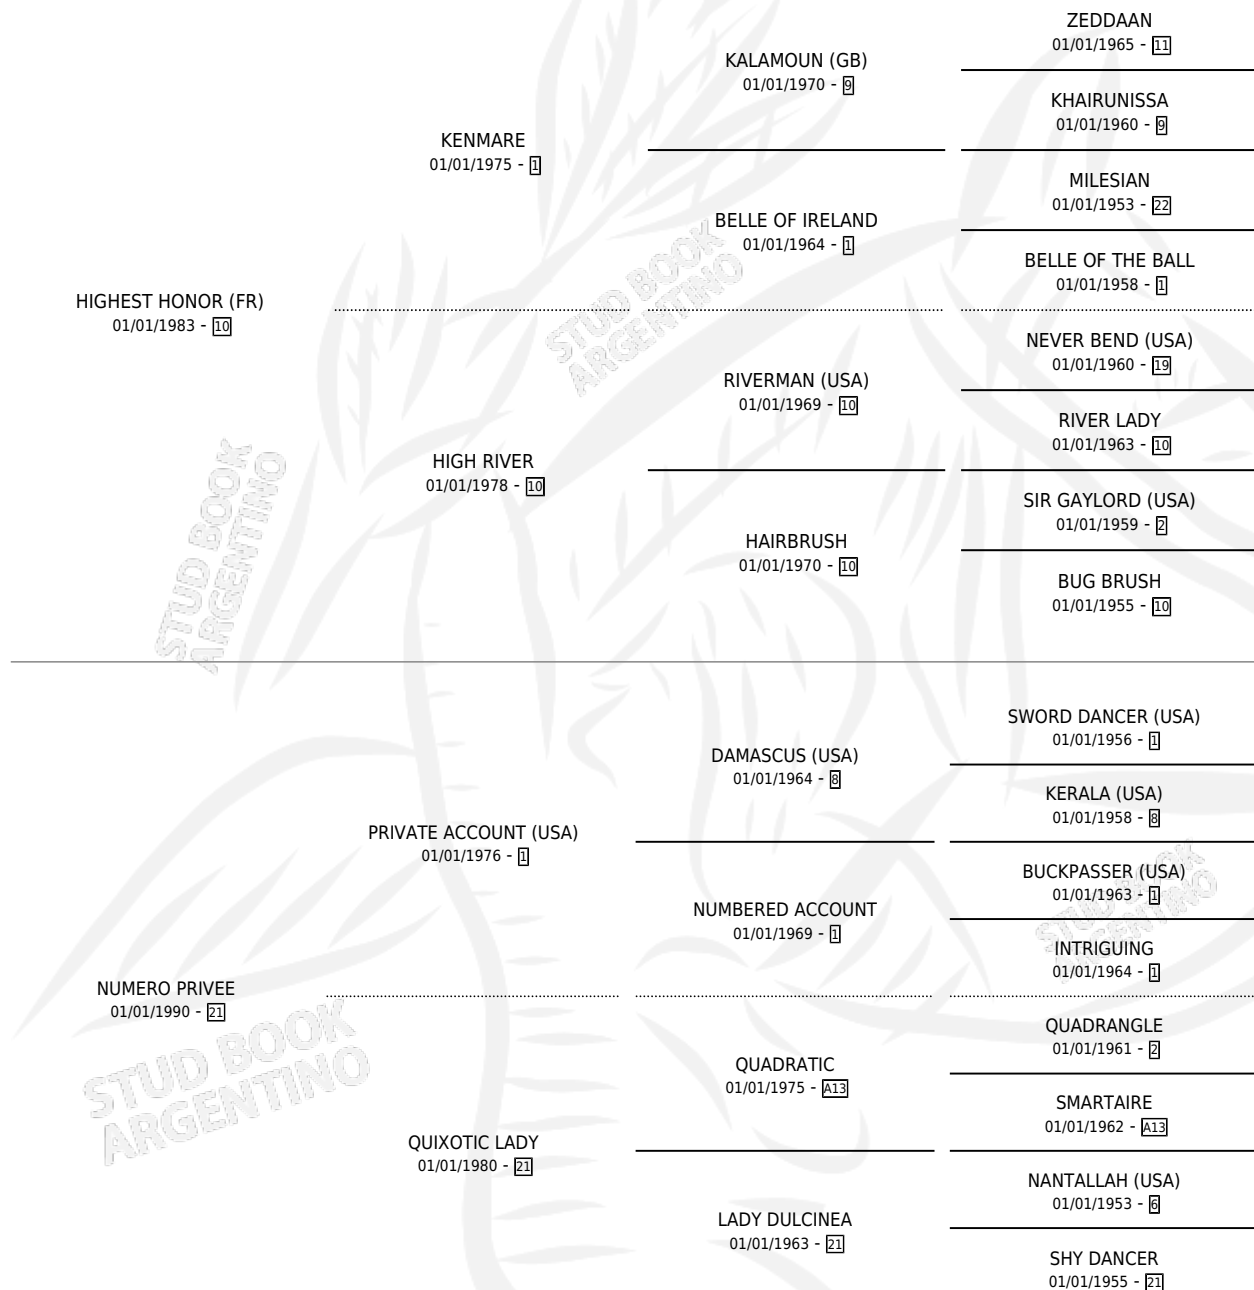 ZEDDAAN
01/01/1965 - 11
KALAMOUN (GB)
01/01/1970 - 9
KHAIRUNISSA
01/01/1960 - 9
KENMARE
01/01/1975 - 1
MILESIAN
01/01/1953 - 22
BELLE OF IRELAND
01/01/1964 - 1
BELLE OF THE BALL
01/01/1958 - 1
HIGHEST HONOR (FR)
01/01/1983 - 10
STUD BOOK
ARGENTINO
NEVER BEND (USA)
01/01/1960 - 19
RIVERMAN (USA)
01/01/1969 - 10
RIVER LADY
01/01/1963 - 10
HIGH RIVER
01/01/1978 - 10
SIR GAYLORD (USA)
01/01/1959 - 2
HAIRBRUSH
01/01/1970 - 10
BUG BRUSH
01/01/1955 - 10
STUD BOOK
ARGENTINO
SWORD DANCER (USA)
01/01/1956 - 1
DAMASCUS (USA)
01/01/1964 - 8
KERALA (USA)
01/01/1958 - 8
PRIVATE ACCOUNT (USA)
01/01/1976 - 1
BUCKPASSER (USA)
01/01/1963 - 1
NUMBERED ACCOUNT
01/01/1969 - 1
STUD BOOK
ARGENTINO
INTRIGUING
01/01/1964 - 1
NUMERO PRIVEE
01/01/1990 - 21
QUADRANGLE
01/01/1961 - 2
STUD BOOK
ARGENTINO
QUADRATIC
01/01/1975 - A13
SMARTAIRE
01/01/1962 - A13
QUIXOTIC LADY
01/01/1980 - 21
NANTALLAH (USA)
01/01/1953 - 6
LADY DULCINEA
01/01/1963 - 21
SHY DANCER
01/01/1955 - 21